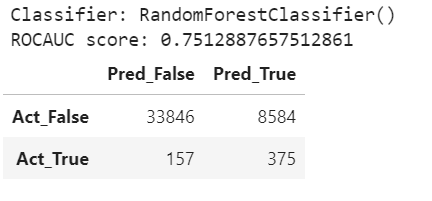 Classifier: RandomForestClassifier()
ROCAUC score: 0.7512887657512861
Pred_False Pred_True
Act_False 33846 8584
Act_True 157 375